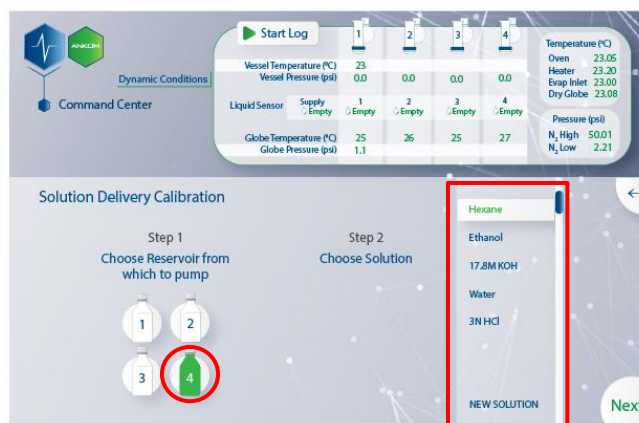 ANKOM
Command Center
Dynamic Conditions
Start Log
1 2 3 4
Vessel Temperature (ºC) 23
Vessel Pressure (psi) 0.0 0.0 0.0 0.0
Liquid Sensor Supply Empty 1 Empty 2 Empty 3 Empty 4 Empty
Globe Temperature (ºC) 25 26 25 27
Globe Pressure (psi) 1.1
Temperature (ºC)
Oven 23.05
Heater 23.20
Evap Inlet 23.00
Dry Globe 23.08
Pressure (psi)
N₂ High 50.01
N₂ Low 2.21
Solution Delivery Calibration
Step 1
Choose Reservoir from
which to pump
1 2
3 4
Step 2
Choose Solution
Hexane
Ethanol
17.8M KOH
Water
3N HCl
NEW SOLUTION
Next